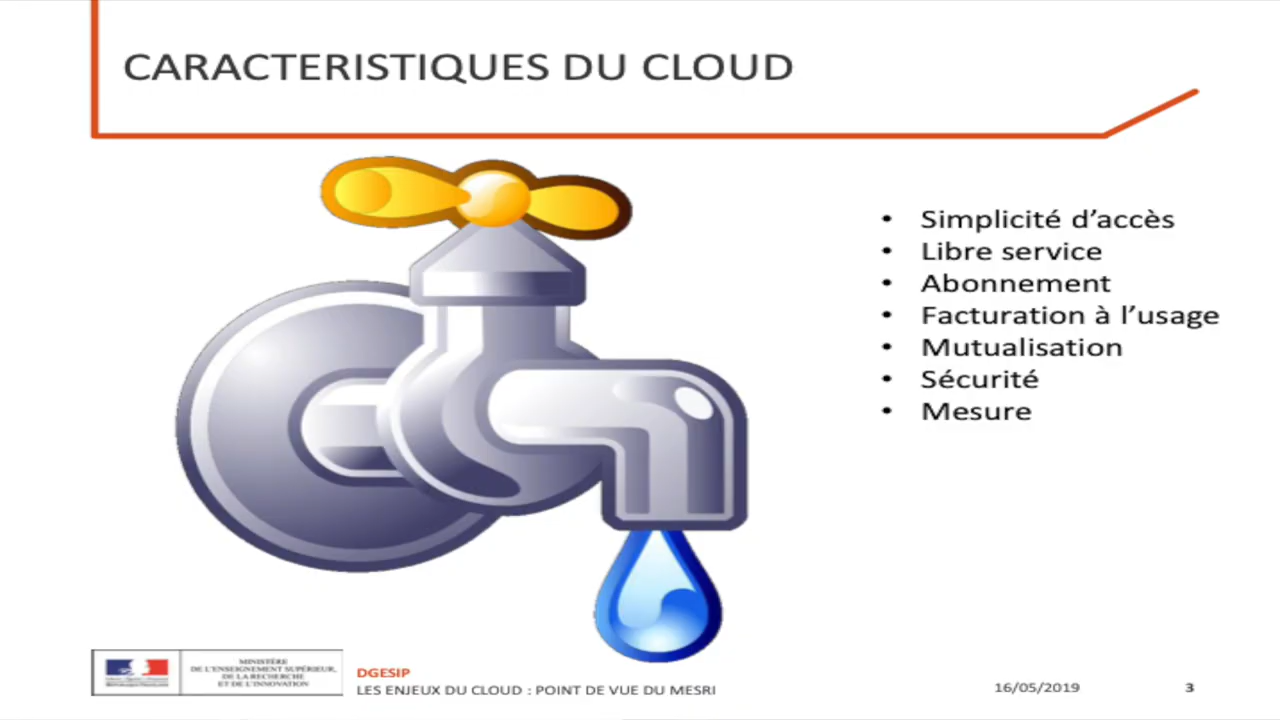 CARACTERISTIQUES DU CLOUD
• Simplicité d'accès
• Libre service
• Abonnement
• Facturation à l'usage
• Mutualisation
• Sécurité
• Mesure
MINISTÈRE
DE L'ENSEIGNEMENT SUPÉRIEUR,
DE LA RECHERCHE
ET DE L'INNOVATION
DGESIP
LES ENJEUX DU CLOUD : POINT DE VUE DU MESRI
16/05/2019
3